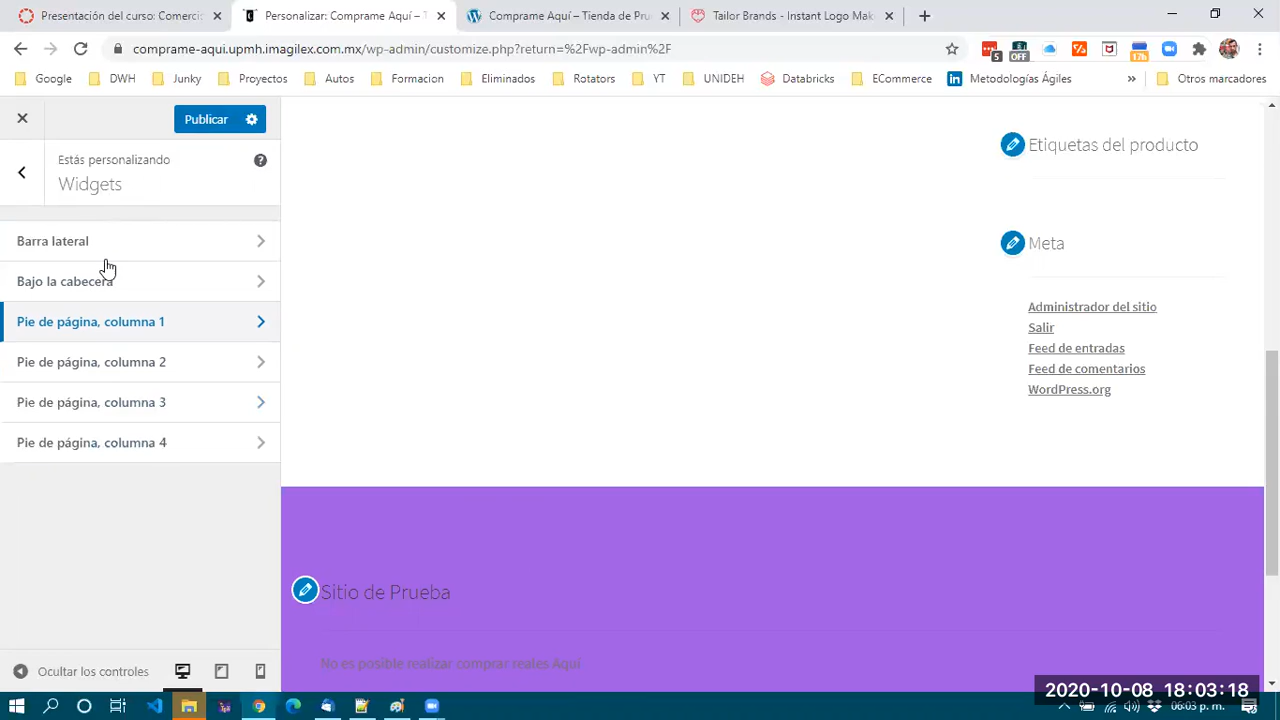 Presentación del curso: Comerci
Personalizar: Comprame Aquí – T
Comprame Aquí – Tienda de Pru
Tailor Brands - Instant Logo Mak
comprame-aqui.upmh.imagilex.com.mx/wp-admin/customize.php?return=%2Fwp-admin%2F
5
OFF
17h
Google
DWH
Junky
Proyectos
Autos
Formacion
Eliminados
Rotators
YT
UNIDEH
Databricks
ECommerce
Metodologías Ágiles
»
Otros marcadores
Publicar
Estás personalizando
Widgets
Barra lateral
Bajo la cabecera
Pie de página, columna 1
Pie de página, columna 2
Pie de página, columna 3
Pie de página, columna 4
Ocultar los controles
Etiquetas del producto
Meta
Administrador del sitio
Salir
Feed de entradas
Feed de comentarios
WordPress.org
Sitio de Prueba
No es posible realizar comprar reales Aquí
2020-10-08 18:03:18
06:03 p. m.